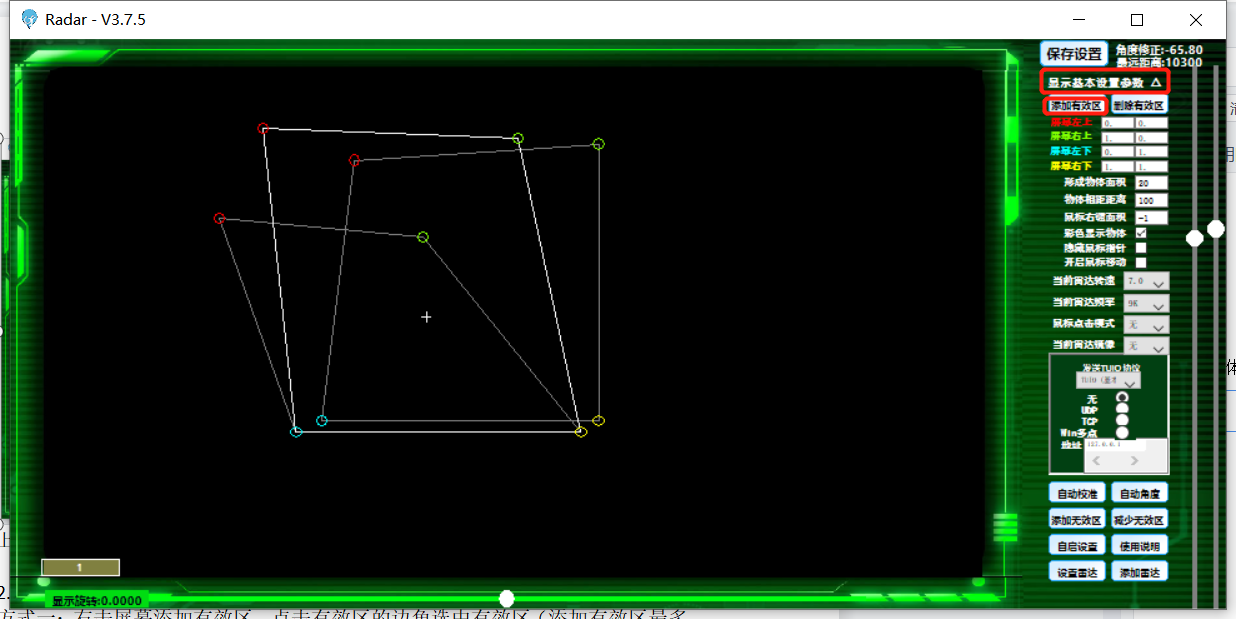 Radar - V3.7.5
保存设置
角度修正:-65.80
最远距离:10300
显示基本设置参数 △
添加有效区 删除有效区
屏幕左上 0. 0.
屏幕右上 1. 0.
屏幕左下 0. 1.
屏幕右下 1. 1.
形成物体面积 80
物体相距距离 100
鼠标右键面积 -1
彩色显示物体
隐藏鼠标指针
开启鼠标移动
当前雷达转速 7.0
当前雷达频率 9K
鼠标点击模式 无
当前雷达镜像 无
发送TUIO协议
无
UDP
TCP
Win多点
地址
自动校准 自动角度
添加无效区 减少无效区
自启设置 使用说明
设置雷达 添加雷达
1
显示旋转:0.0000
2.
方式一：右击屏幕添加有效区，点击有效区的边角选中有效区（添加有效区最多